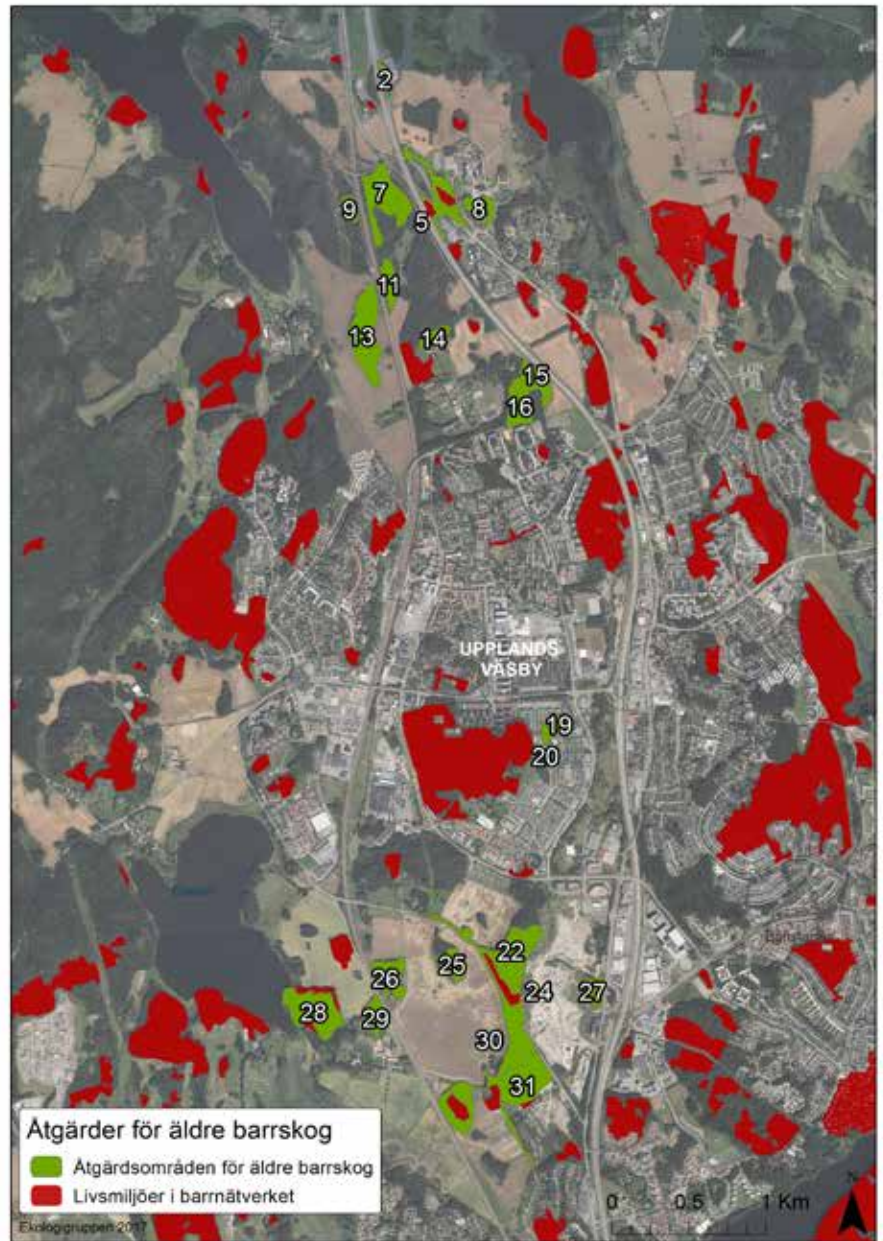 2
7
9
5
8
11
13
14
15
16
UPPLANDS
VÄSBY
19
20
22
25
26
24
27
28
29
30
31
Åtgärder för äldre barrskog
Åtgärdsområden för äldre barrskog
Livsmiljöer i barrnätverket
N
0 0.5 1 Km
Ekologigruppen 2017